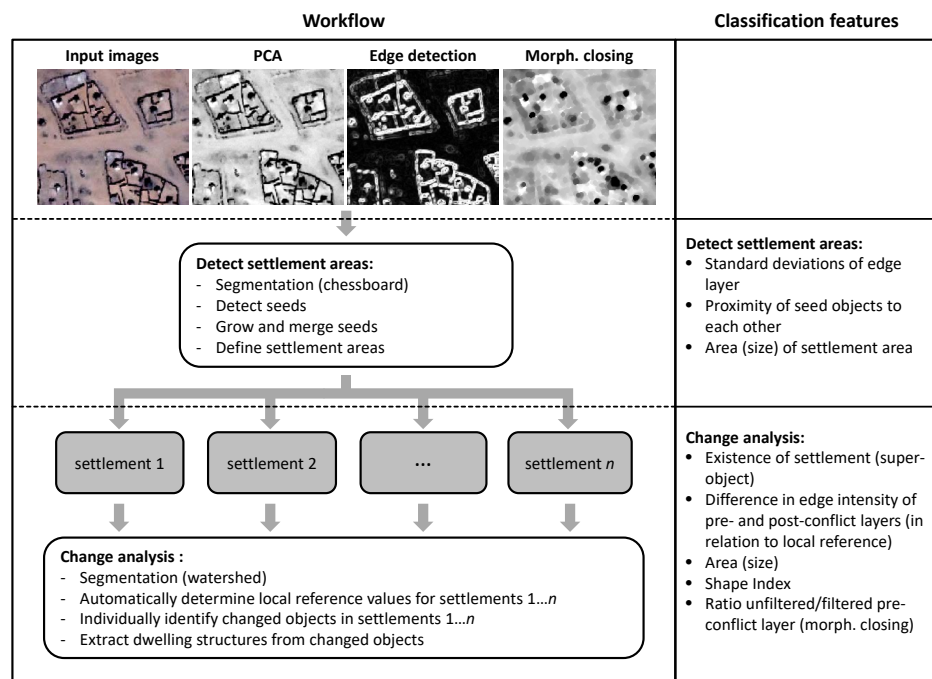 Workflow
Classification features
Input images
PCA
Edge detection
Morph. closing
Detect settlement areas:
- Segmentation (chessboard)
- Detect seeds
- Grow and merge seeds
- Define settlement areas
Detect settlement areas:
• Standard deviations of edge
layer
• Proximity of seed objects to
each other
• Area (size) of settlement area
settlement 1
settlement 2
...
settlement n
Change analysis :
- Segmentation (watershed)
- Automatically determine local reference values for settlements 1...n
- Individually identify changed objects in settlements 1...n
- Extract dwelling structures from changed objects
Change analysis:
• Existence of settlement (super-
object)
• Difference in edge intensity of
pre- and post-conflict layers (in
relation to local reference)
• Area (size)
• Shape Index
• Ratio unfiltered/filtered pre-
conflict layer (morph. closing)